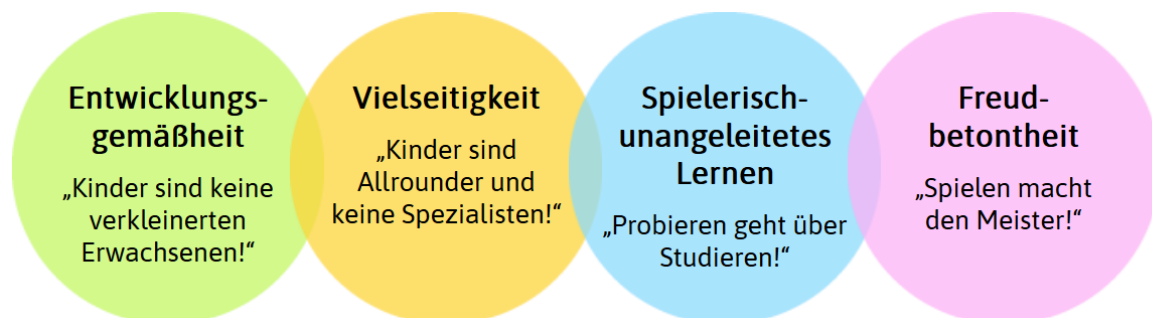 Entwicklungs-
gemäßheit
„Kinder sind keine
verkleinerten
Erwachsenen!“
Vielseitigkeit
„Kinder sind
Allrounder und
keine Spezialisten!“
Spielerisch-
unangeleitetes
Lernen
„Probieren geht über
Studieren!“
Freud-
betontheit
„Spielen macht
den Meister!“